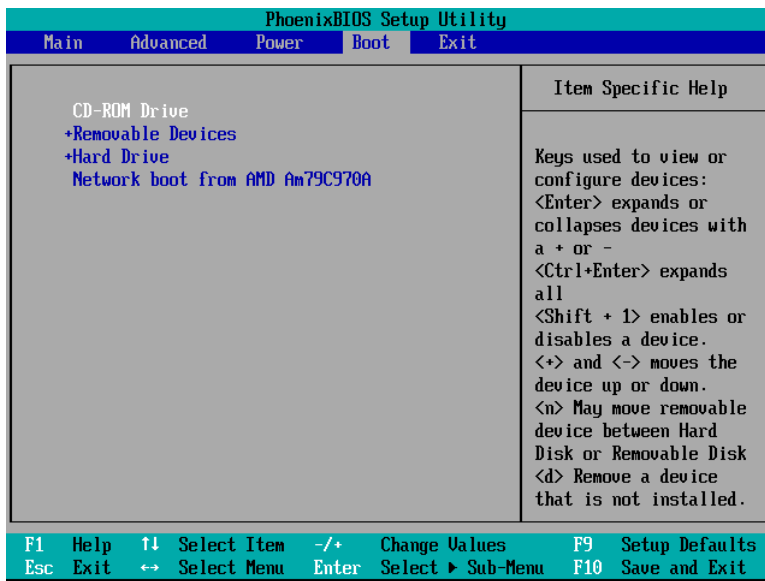 PhoenixBIOS Setup Utility
Main Advanced Power Boot Exit
CD-ROM Drive
+Removable Devices
+Hard Drive
Network boot from AMD Am79C970A
Item Specific Help
Keys used to view or
configure devices:
<Enter> expands or
collapses devices with
a + or -
<Ctrl+Enter> expands
all
<Shift + 1> enables or
disables a device.
<+> and <-> moves the
device up or down.
<n> May move removable
device between Hard
Disk or Removable Disk
<d> Remove a device
that is not installed.
F1 Help ↑↓ Select Item -/+ Change Values F9 Setup Defaults
Esc Exit ↔ Select Menu Enter Select ▶ Sub-Menu F10 Save and Exit